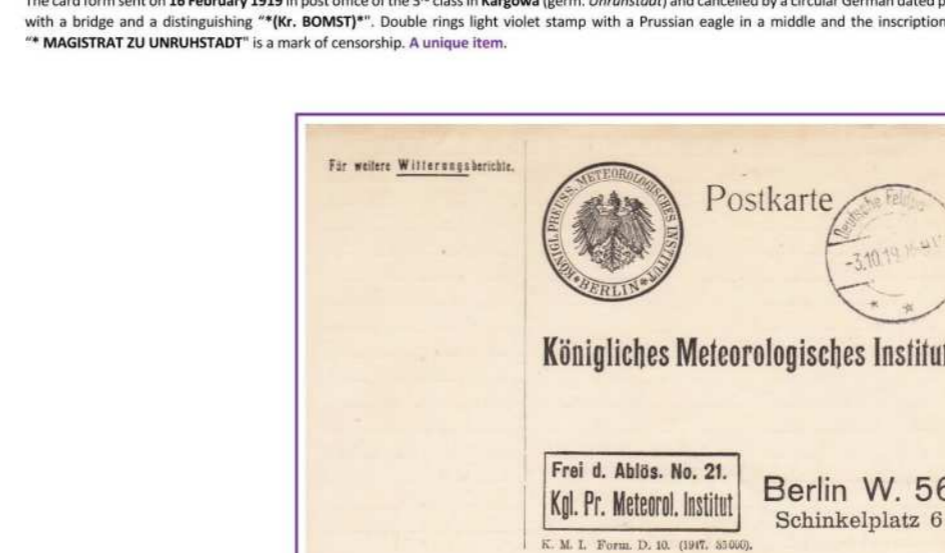 The card form sent on 16 February 1919 in post office of the 3rd class in Kargowa (germ. Unruhstadt) and cancelled by a circular German dated p
with a bridge and a distinguishing "*(Kr. BOMST)*". Double rings light violet stamp with a Prussian eagle in a middle and the inscription
"* MAGISTRAT ZU UNRUHSTADT" is a mark of censorship. A unique item.
Für weitere Witterungsberichte.
KÖNIGL. PREUSS. METEOROLOGISCHES INSTITUT
* BERLIN *
Postkarte
Deutsche
-3.10.19
Königliches Meteorologisches Institut
Frei d. Ablös. No. 21.
Kgl. Pr. Meteorol. Institut
Berlin W. 56
Schinkelplatz 6
K. M. I. Form. D. 10. (1917.